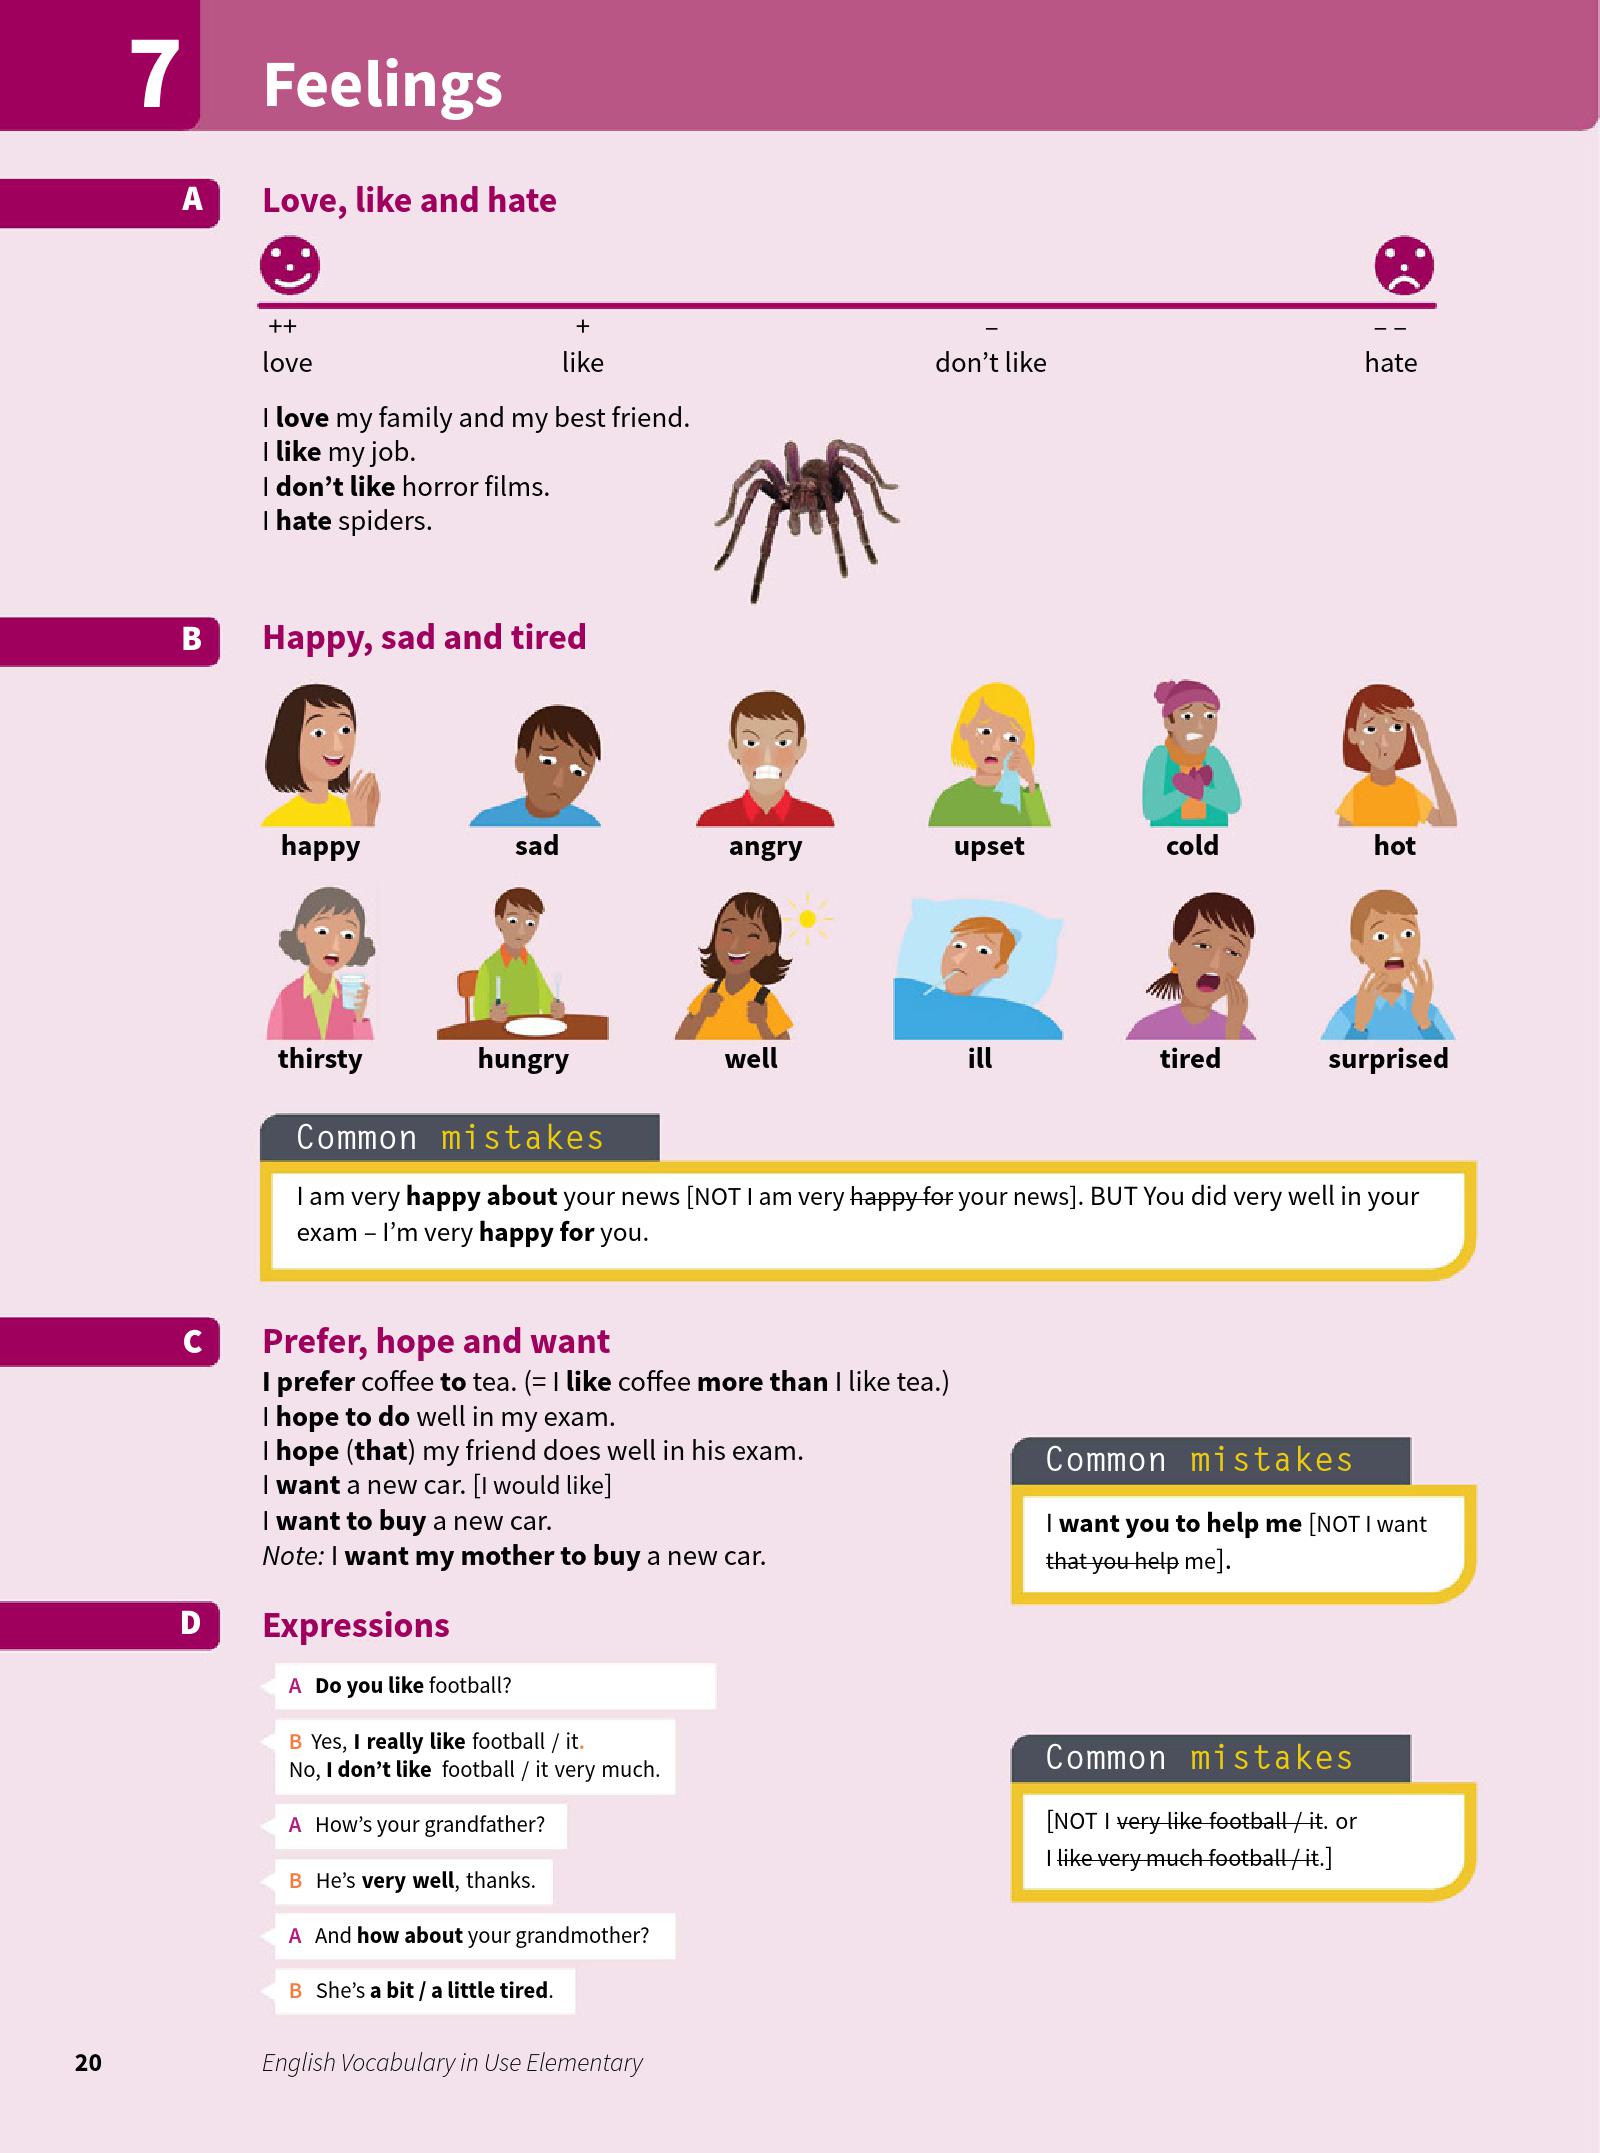 7
Feelings
A
Love, like and hate
++ + – – –
love like don’t like hate
I love my family and my best friend.
I like my job.
I don’t like horror films.
I hate spiders.
B
Happy, sad and tired
happy sad angry upset cold hot
thirsty hungry well ill tired surprised
Common mistakes
I am very happy about your news [NOT I am very happy for your news]. BUT You did very well in your
exam – I’m very happy for you.
C
Prefer, hope and want
I prefer coffee to tea. (= I like coffee more than I like tea.)
I hope to do well in my exam.
I hope (that) my friend does well in his exam.
I want a new car. [I would like]
I want to buy a new car.
Note: I want my mother to buy a new car.
Common mistakes
I want you to help me [NOT I want
that you help me].
D
Expressions
A Do you like football?
B Yes, I really like football / it.
No, I don’t like football / it very much.
A How’s your grandfather?
B He’s very well, thanks.
A And how about your grandmother?
B She’s a bit / a little tired.
Common mistakes
[NOT I very like football / it. or
I like very much football / it.]
20
English Vocabulary in Use Elementary